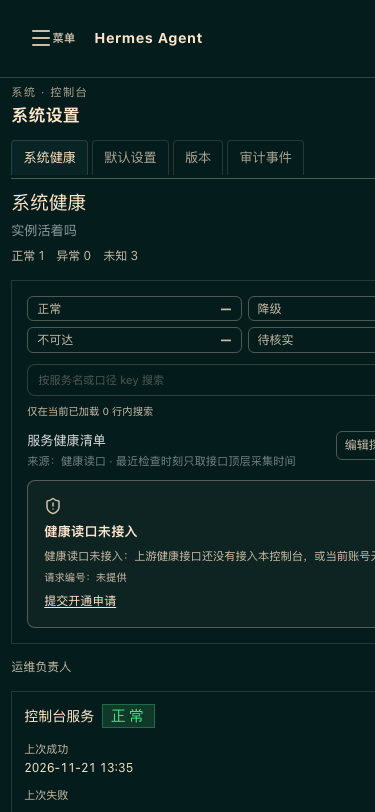 菜单 Hermes Agent
系统 · 控制台
系统设置
系统健康 默认设置 版本 审计事件
系统健康
实例活着吗
正常 1 异常 0 未知 3
正常 — 降级
不可达 — 待核实
按服务名或口径 key 搜索
仅在当前已加载 0 行内搜索
服务健康清单
编辑
来源：健康读口 · 最近检查时刻只取接口顶层采集时间
健康读口未接入
健康读口未接入：上游健康接口还没有接入本控制台，或当前账号
请求编号：未提供
提交开通申请
运维负责人
控制台服务 正常
上次成功
2026-11-21 13:35
上次失败